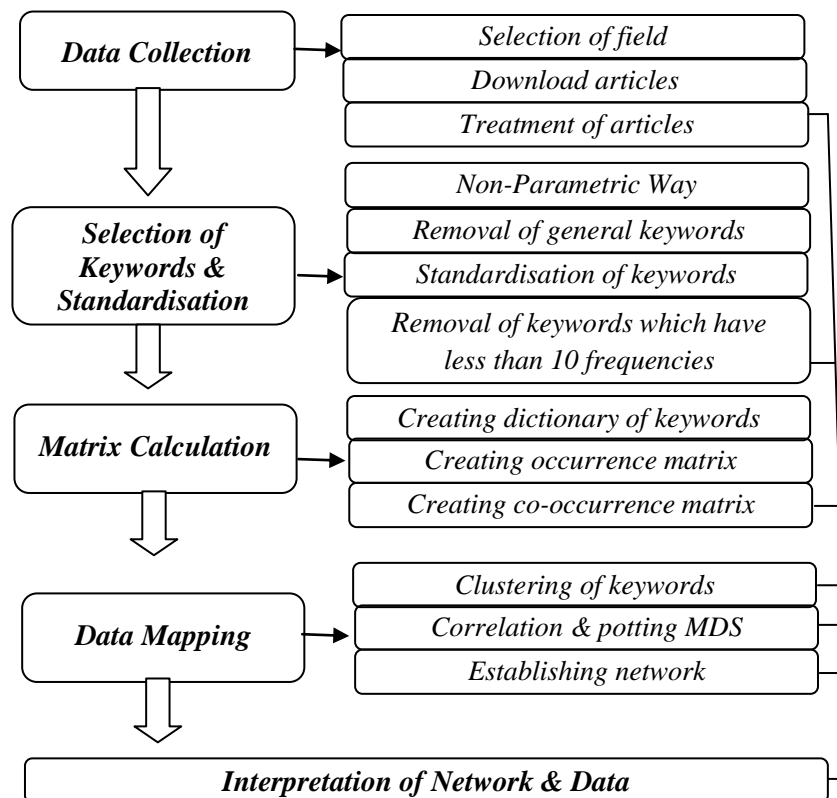 Data Collection
Selection of field
Download articles
Treatment of articles
Selection of
Keywords &
Standardisation
Non-Parametric Way
Removal of general keywords
Standardisation of keywords
Removal of keywords which have
less than 10 frequencies
Matrix Calculation
Creating dictionary of keywords
Creating occurrence matrix
Creating co-occurrence matrix
Data Mapping
Clustering of keywords
Correlation & potting MDS
Establishing network
Interpretation of Network & Data